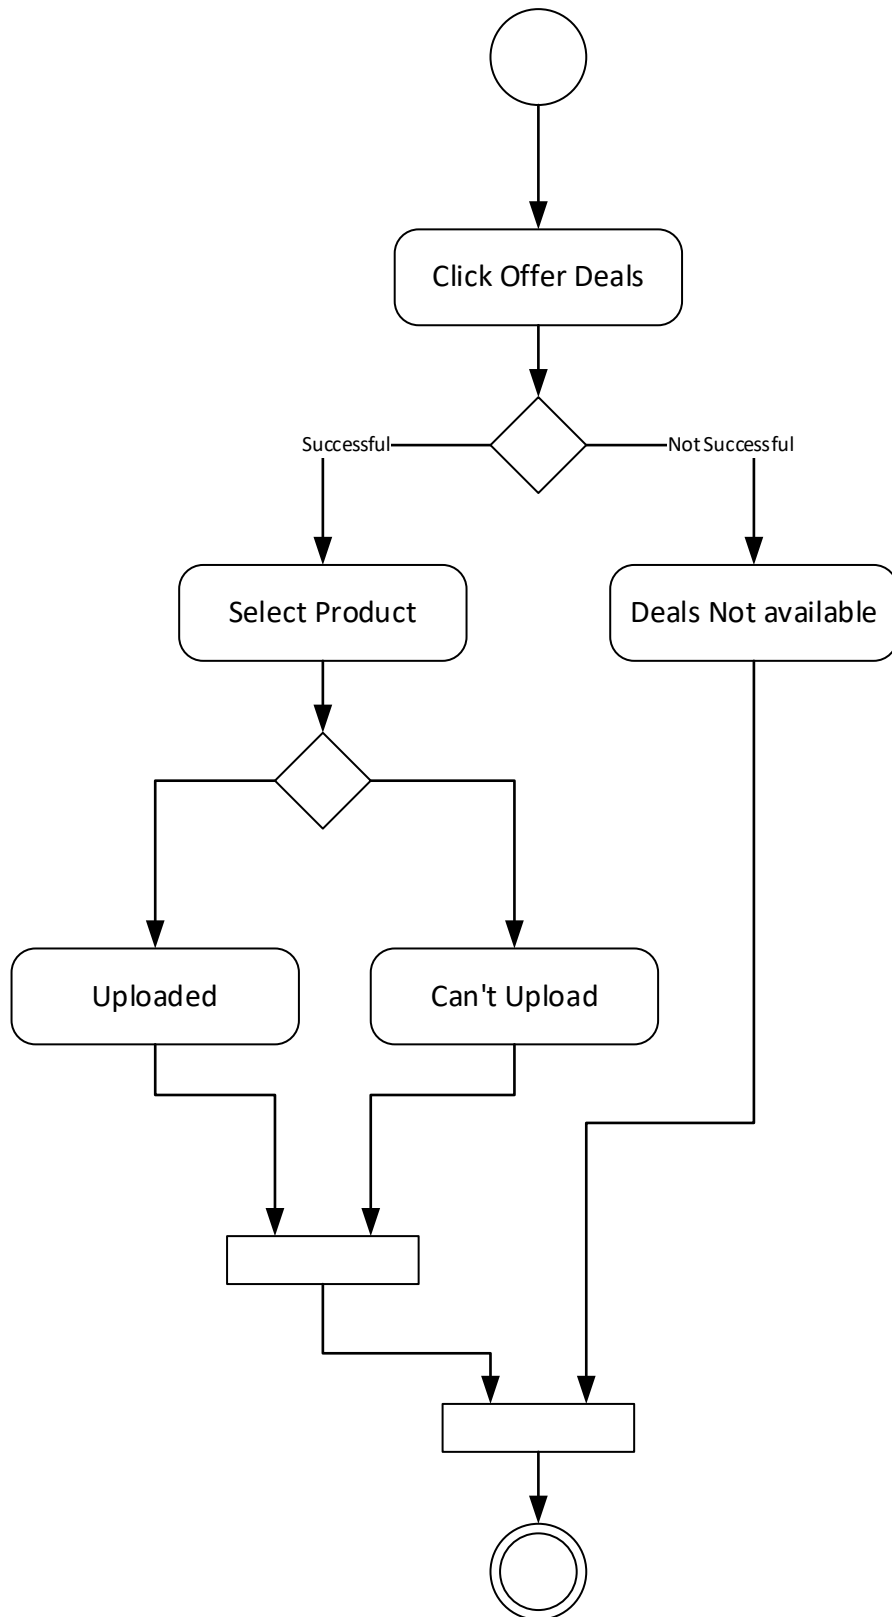 Click Offer Deals
Successful
Not Successful
Select Product
Deals Not available
Uploaded
Can't Upload